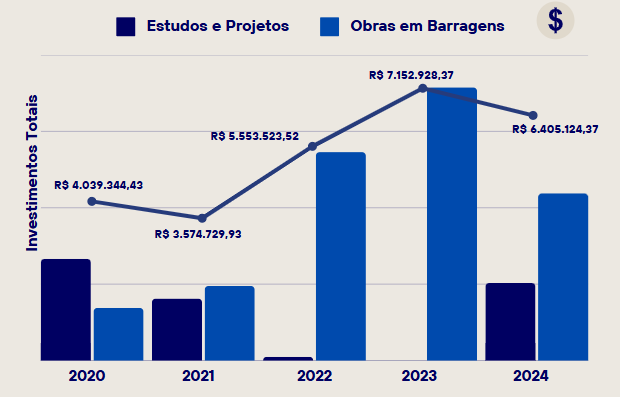 Estudos e Projetos
Obras em Barragens
$
Investimentos Totais
R$ 7.152.928,37
R$ 6.405.124,37
R$ 5.553.523,52
R$ 4.039.344,43
R$ 3.574.729,93
2020
2021
2022
2023
2024